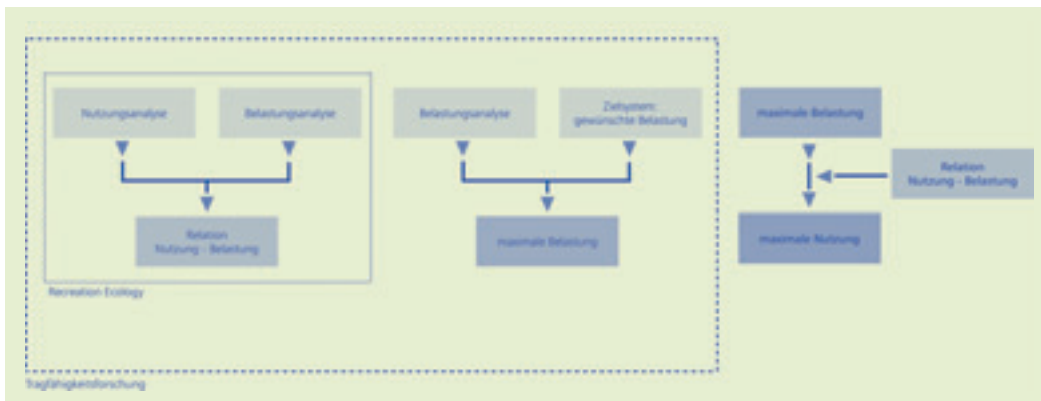 Nutzungsanalyse
Belastungsanalyse
Relation
Nutzung - Belastung
Recreation Ecology
Belastungsanalyse
Zielsystem:
gewünschte Belastung
maximale Belastung
maximale Belastung
Relation
Nutzung - Belastung
maximale Nutzung
Tragfähigkeitsforschung